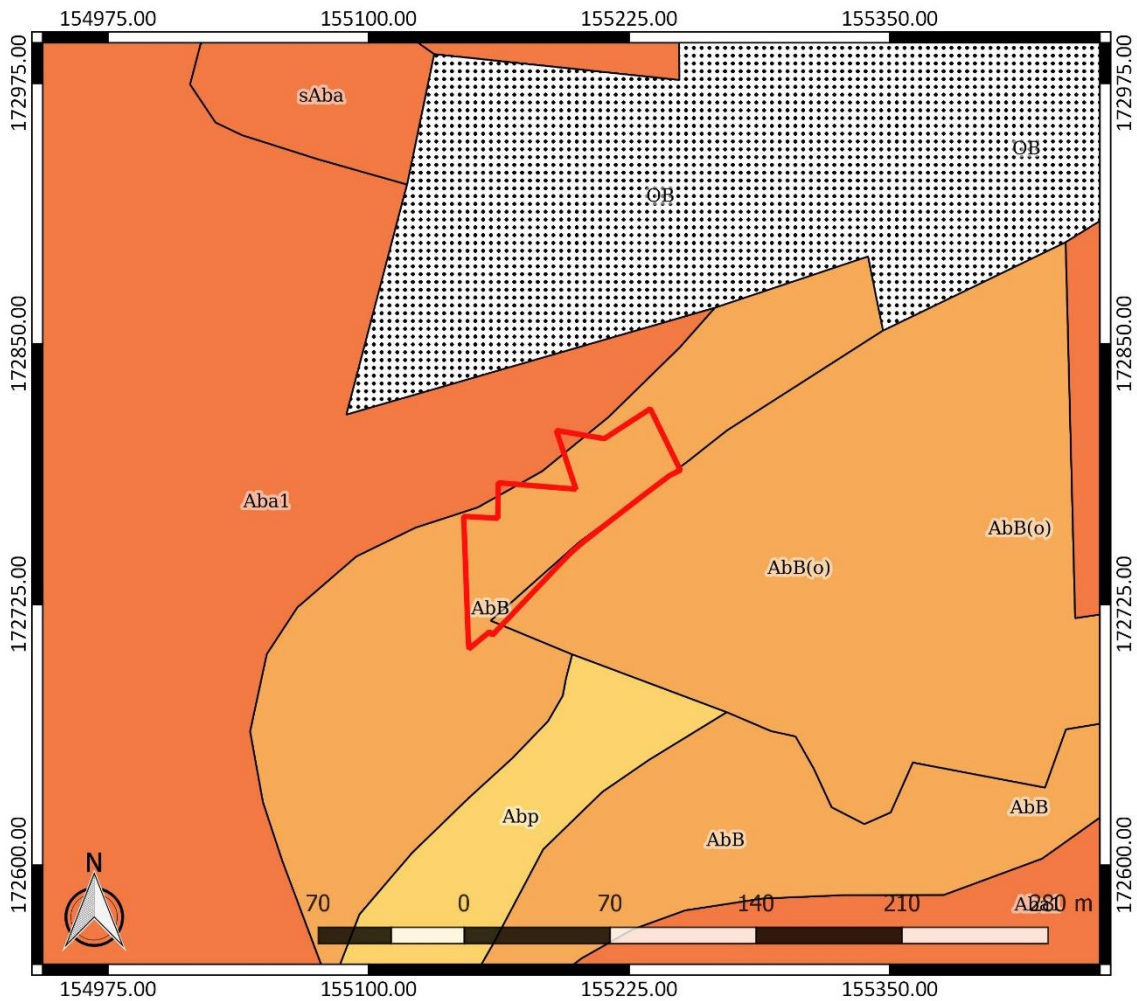 154975.00 155100.00 155225.00 155350.00
172975.00 172975.00
sAba
OB
OB
172850.00 172850.00
Aba1
AbB(o)
AbB(o)
172725.00 172725.00
AbB
Abp
AbB
AbB
172600.00 172600.00
N
70 0 70 140 210 280 m
154975.00 155100.00 155225.00 155350.00